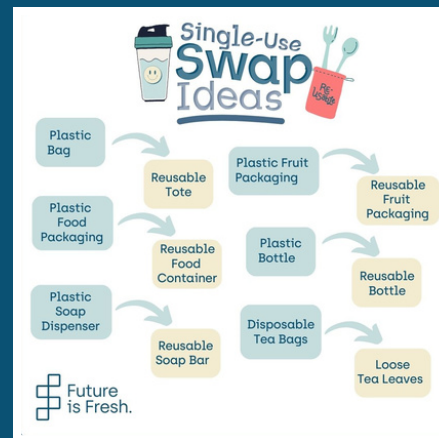 Single-Use
Swap
Ideas
Plastic
Bag
Reusable
Tote
Plastic
Food
Packaging
Reusable
Food
Container
Plastic
Soap
Dispenser
Reusable
Soap Bar
Plastic Fruit
Packaging
Reusable
Fruit
Packaging
Plastic
Bottle
Reusable
Bottle
Disposable
Tea Bags
Loose
Tea Leaves
Future
is Fresh.